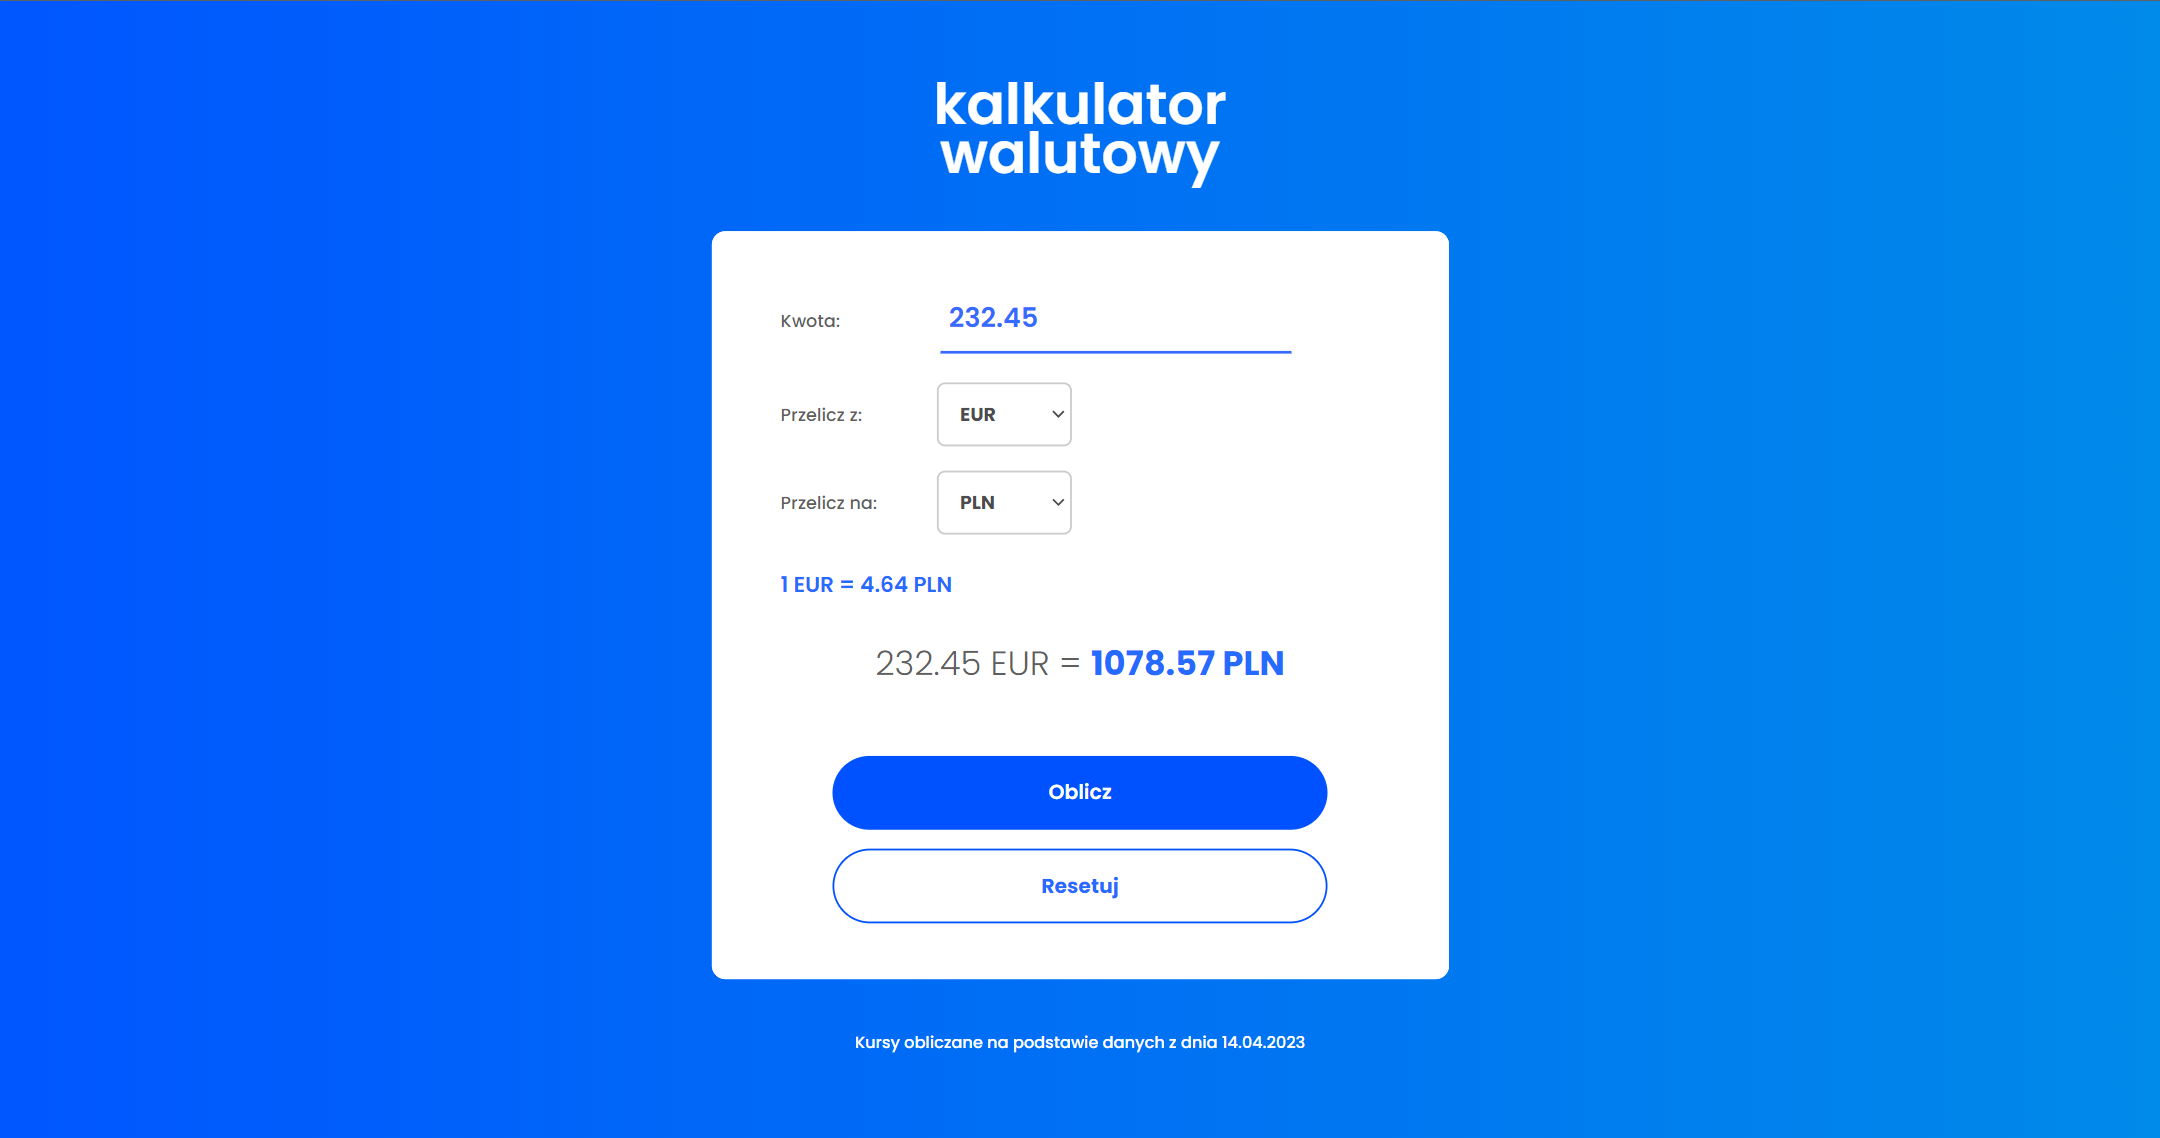 kalkulator
walutowy
Kwota: 232.45
Przelicz z: EUR
Przelicz na: PLN
1 EUR = 4.64 PLN
232.45 EUR = 1078.57 PLN
Oblicz
Resetuj
Kursy obliczane na podstawie danych z dnia 14.04.2023